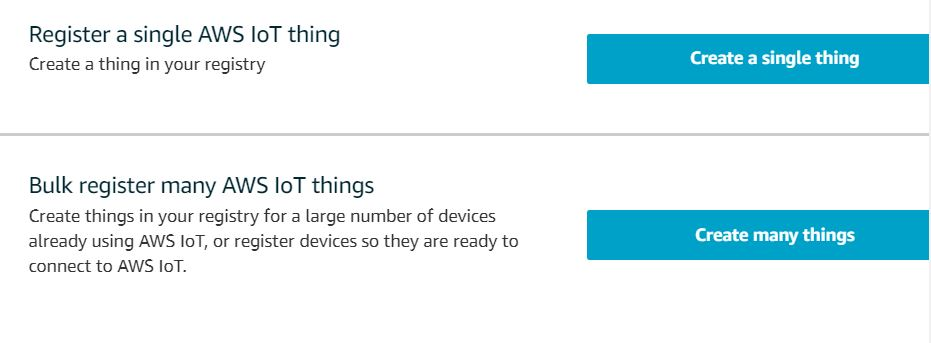 Register a single AWS IoT thing
Create a thing in your registry
Create a single thing
Bulk register many AWS IoT things
Create things in your registry for a large number of devices
already using AWS IoT, or register devices so they are ready to
connect to AWS IoT.
Create many things